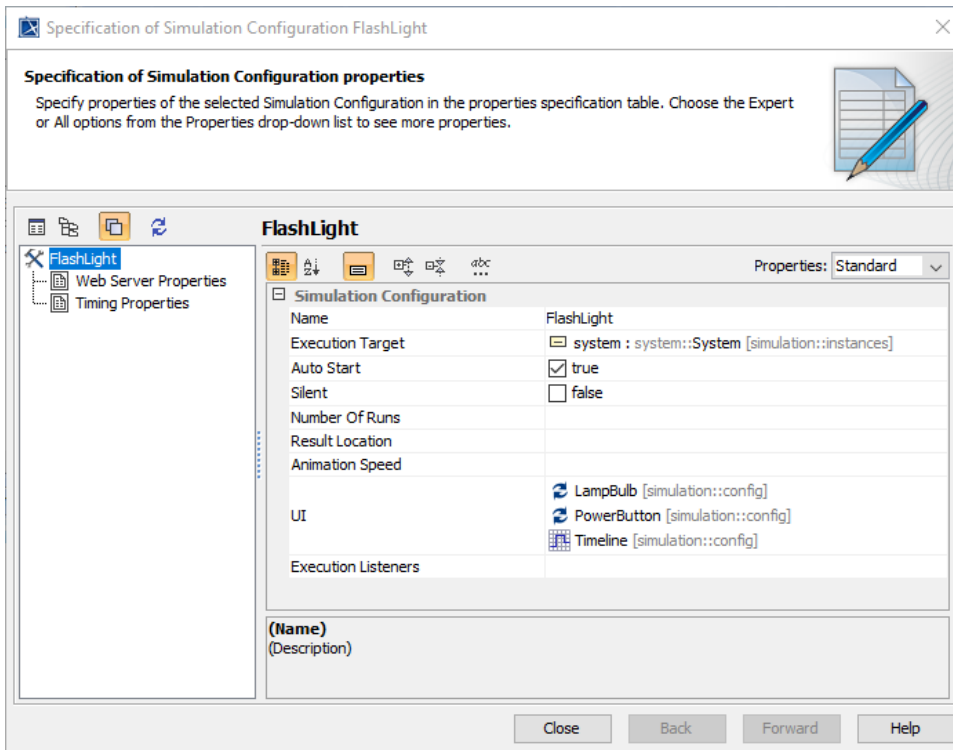 Specification of Simulation Configuration FlashLight
Specification of Simulation Configuration properties
Specify properties of the selected Simulation Configuration in the properties specification table. Choose the Expert
or All options from the Properties drop-down list to see more properties.
FlashLight
Web Server Properties
Timing Properties
FlashLight
A
Z
abc
...
Properties: Standard
Simulation Configuration
Name FlashLight
Execution Target system : system::System [simulation::instances]
Auto Start true
Silent false
Number Of Runs
Result Location
Animation Speed
UI
LampBulb [simulation::config]
PowerButton [simulation::config]
Timeline [simulation::config]
Execution Listeners
(Name)
(Description)
Close Back Forward Help